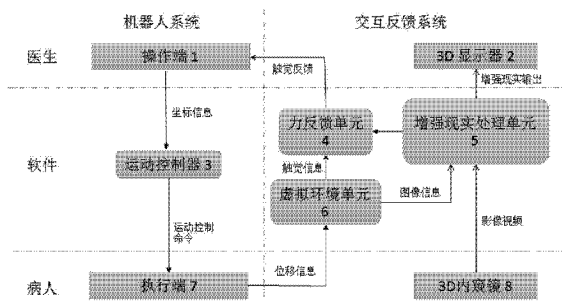 机器人系统
交互反馈系统
医生
操作端 1
3D 显示器 2
触觉反馈
增强现实输出
坐标信息
力反馈单元
4
增强现实处理单元
5
软件
运动控制器 3
触觉信息
虚拟环境单元
6
图像信息
运动控制
命令
影像视频
位移信息
病人
执行端 7
3D内窥镜 8